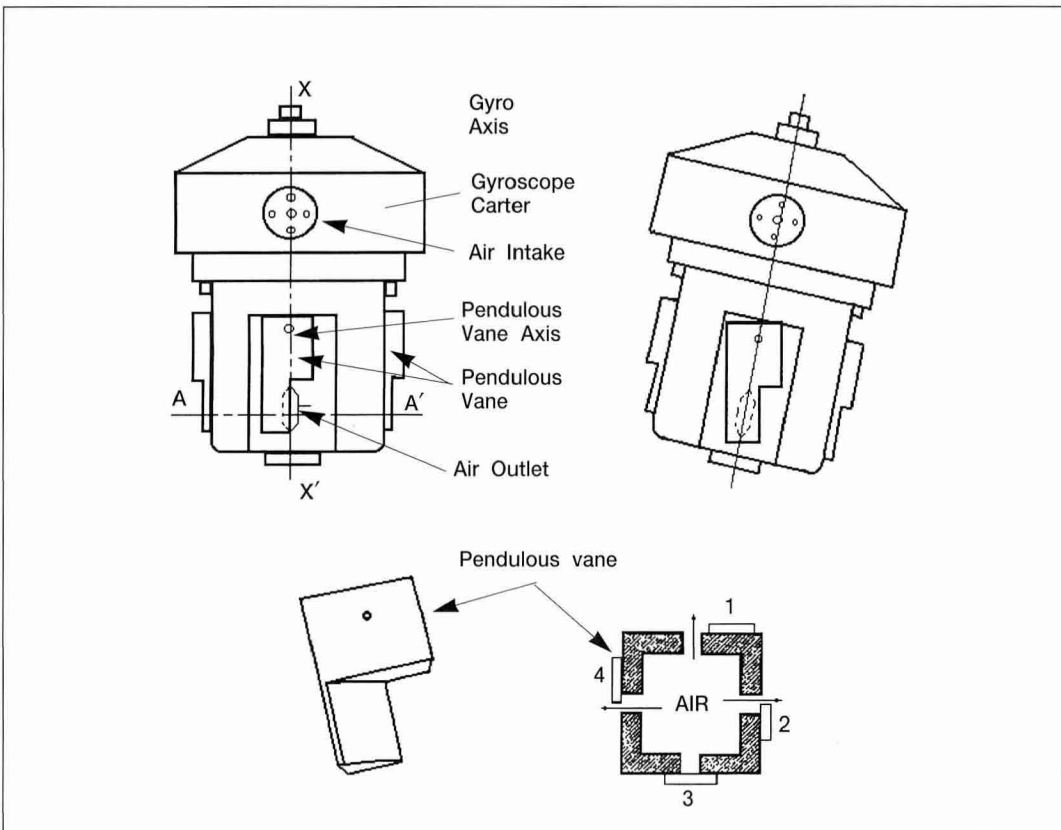 X
Gyro
Axis
Gyroscope
Carter
Air Intake
Pendulous
Vane Axis
Pendulous
Vane
A
A′
Air Outlet
X′
Pendulous vane
1
4
AIR
2
3